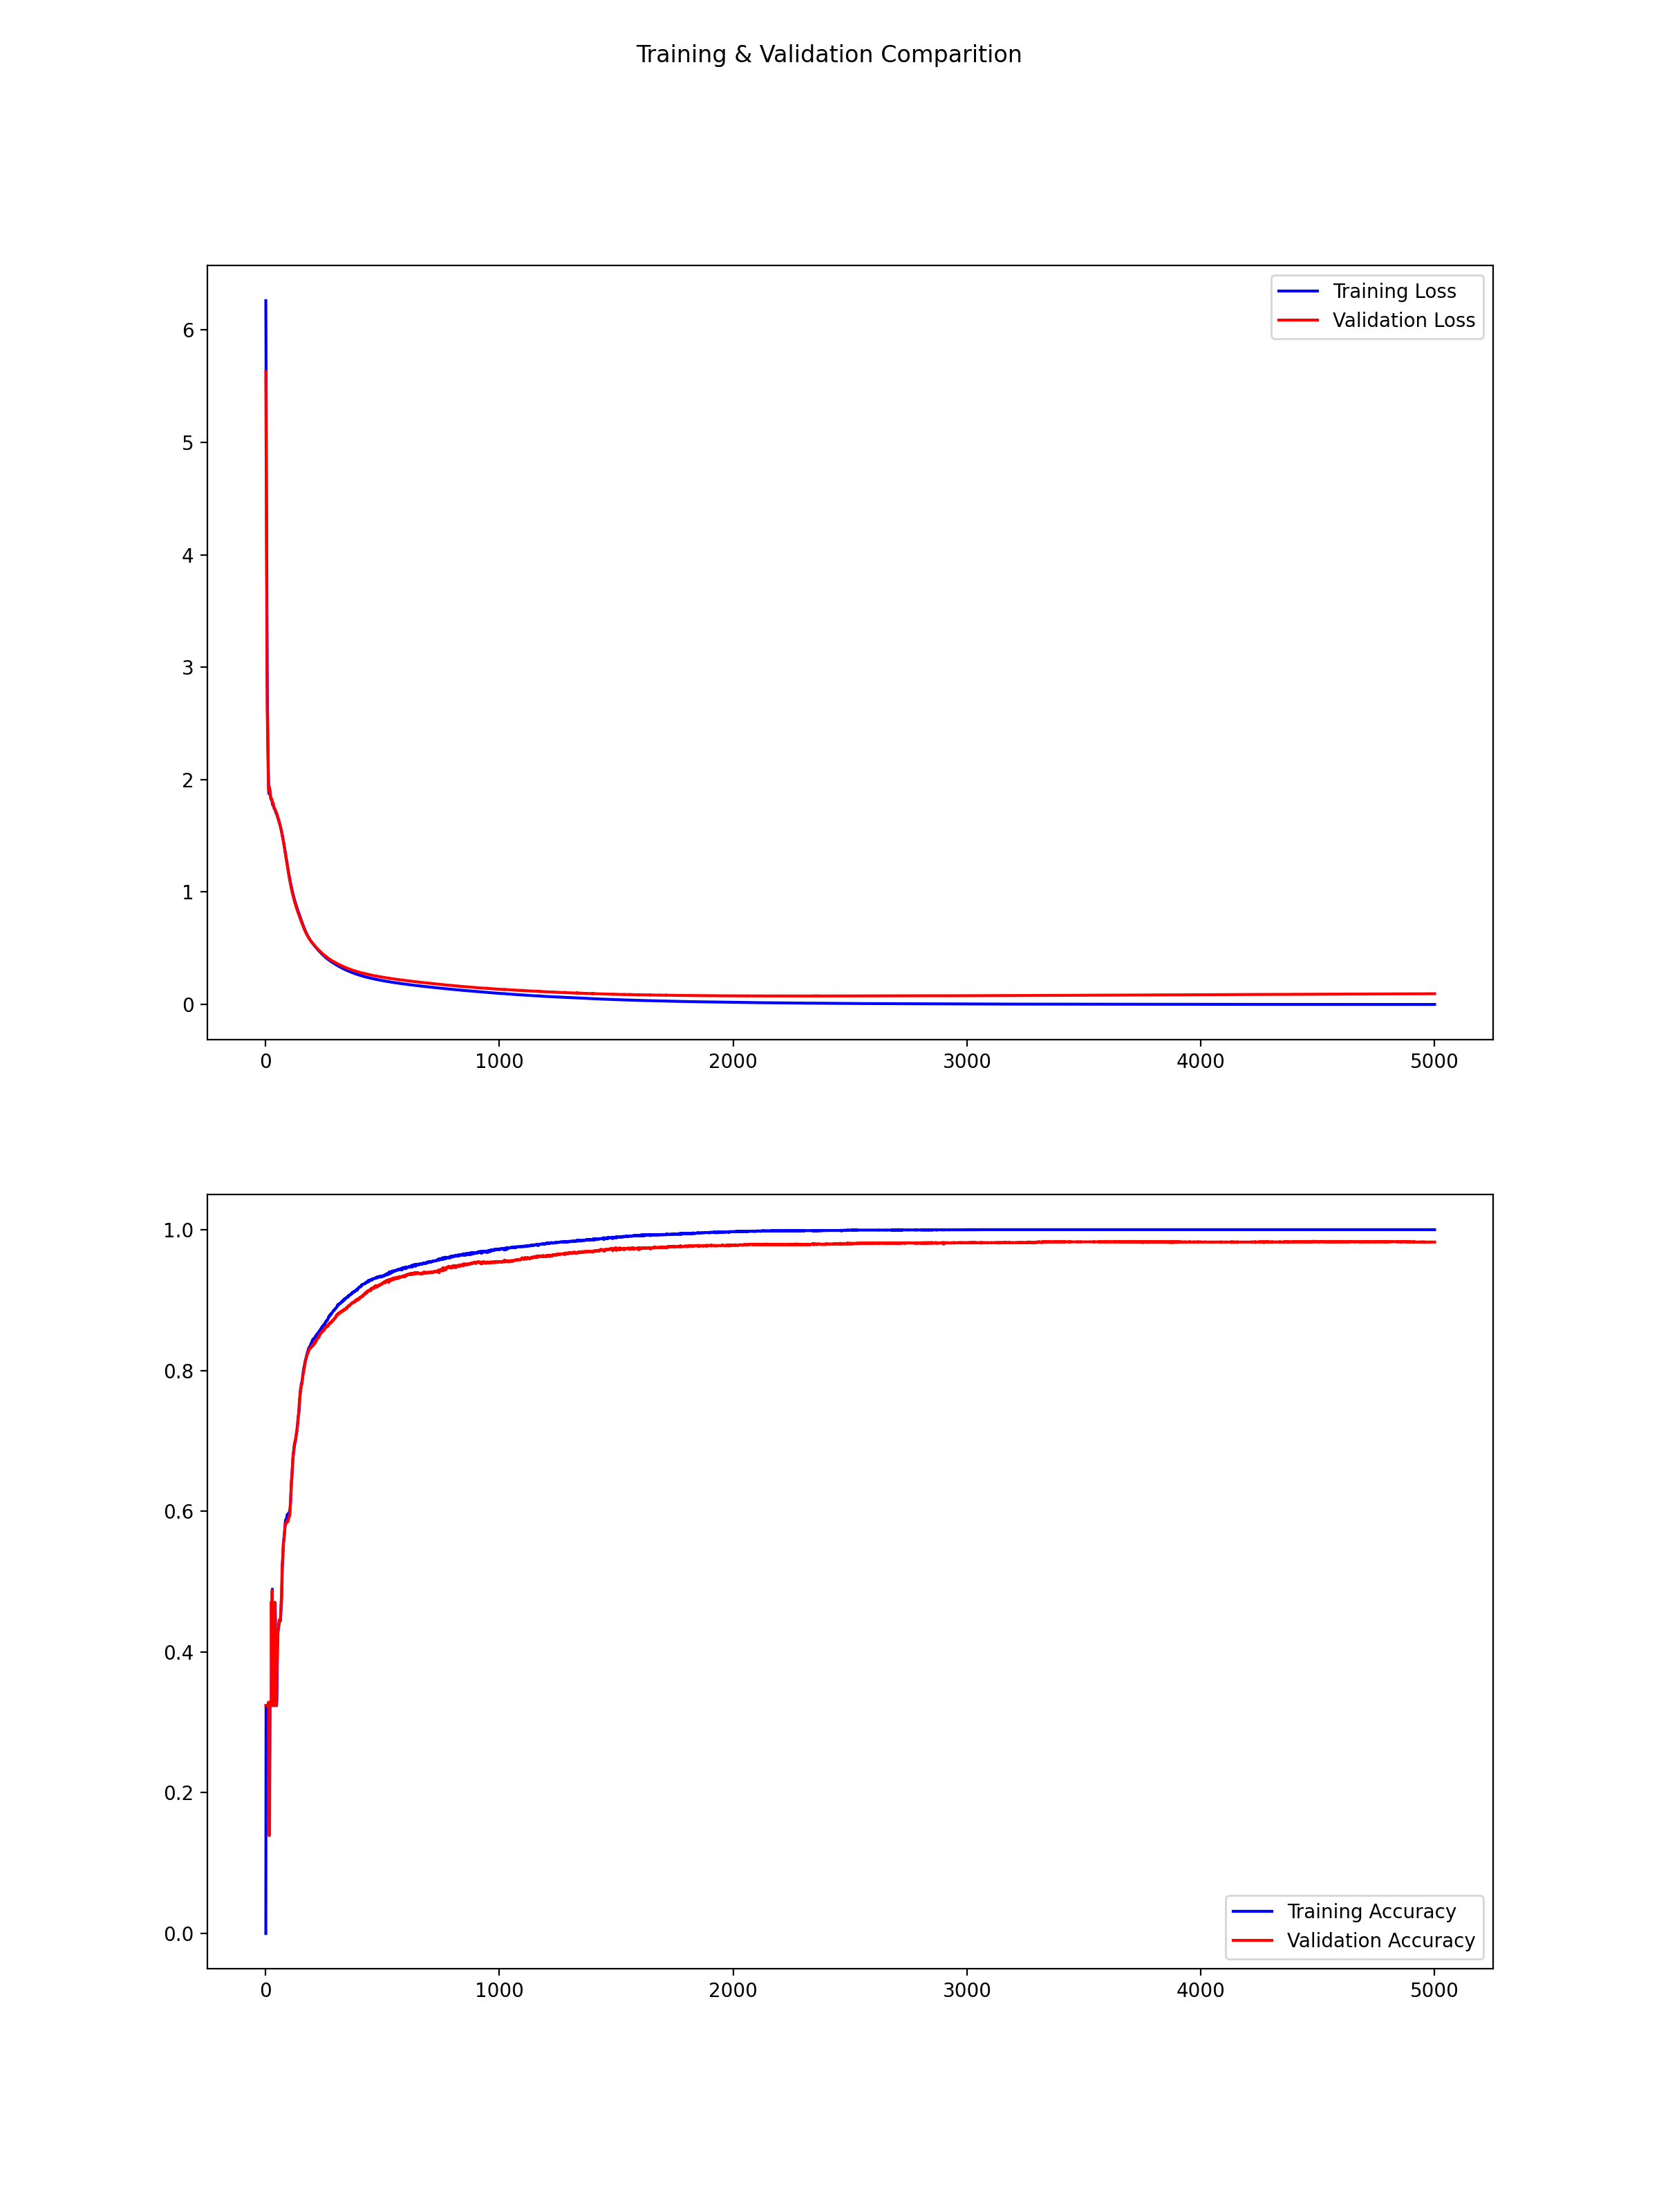 Training & Validation Comparition
Training Loss
Validation Loss
6
5
4
3
2
1
0
0 1000 2000 3000 4000 5000
1.0
0.8
0.6
0.4
0.2
0.0
Training Accuracy
Validation Accuracy
0 1000 2000 3000 4000 5000